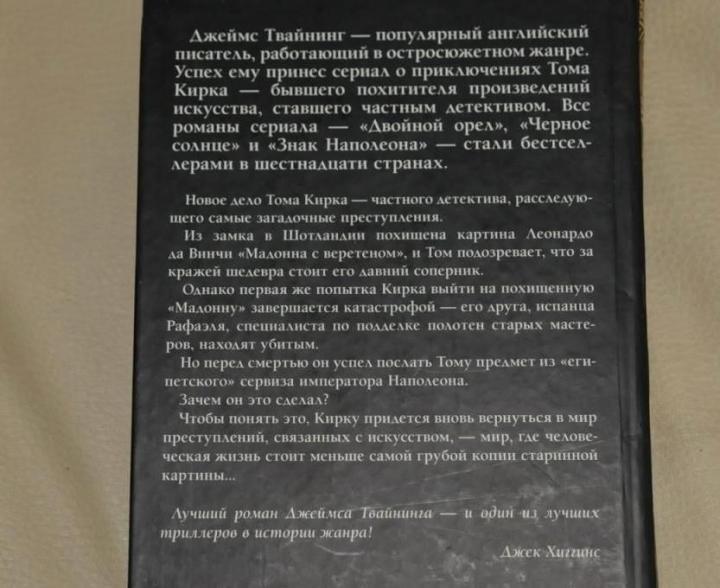 Джеймс Твайнинг — популярный английский
писатель, работающий в остросюжетном жанре.
Успех ему принес сериал о приключениях Тома
Кирка — бывшего похитителя произведений
искусства, ставшего частным детективом. Все
романы сериала — «Двойной орел», «Черное
солнце» и «Знак Наполеона» — стали бестсел-
лерами в шестнадцати странах.
Новое дело Тома Кирка — частного детектива, расследую-
щего самые загадочные преступления.
Из замка в Шотландии похищена картина Леонардо
да Винчи «Мадонна с веретеном», и Том подозревает, что за
кражей шедевра стоит его давний соперник.
Однако первая же попытка Кирка выйти на похищенную
«Мадонну» завершается катастрофой — его друга, испанца
Рафаэля, специалиста по подделке полотен старых масте-
ров, находят убитым.
Но перед смертью он успел послать Тому предмет из «еги-
петского» сервиза императора Наполеона.
Зачем он это сделал?
Чтобы понять это, Кирку придется вновь вернуться в мир
преступлений, связанных с искусством, — мир, где челове-
ческая жизнь стоит меньше самой грубой копии старинной
картины...
Лучший роман Джеймса Твайнинга — и один из лучших
триллеров в истории жанра!
Джек Хиггинс